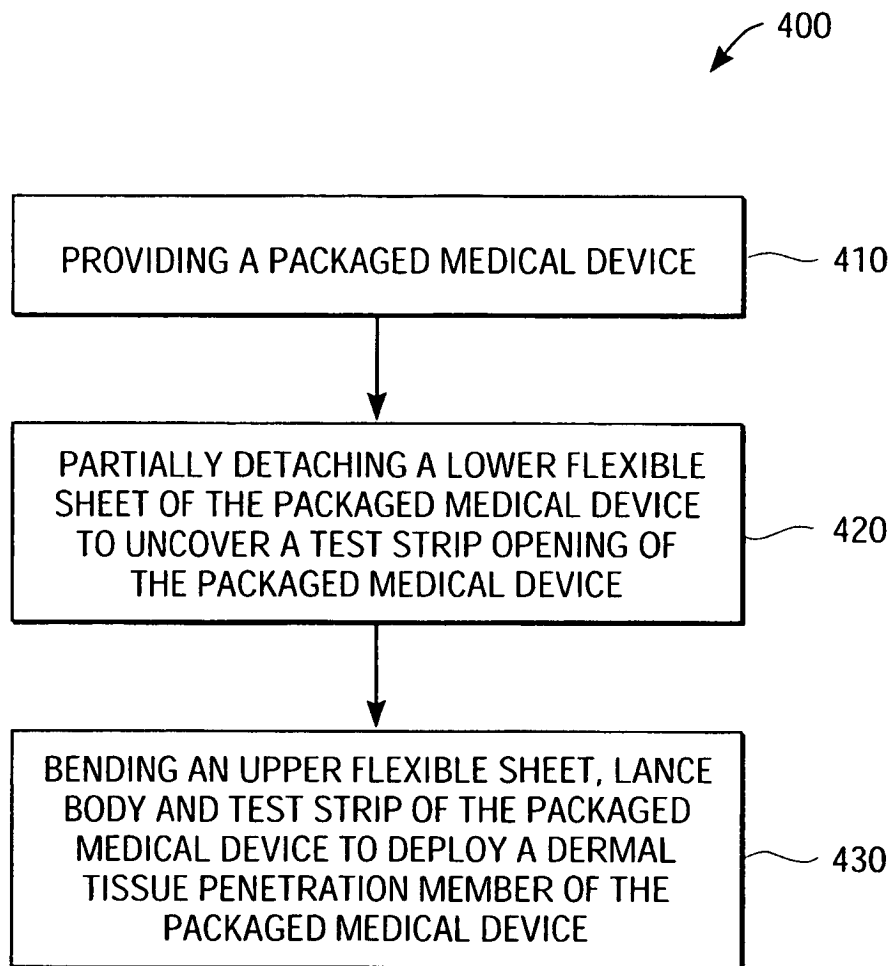 400
PROVIDING A PACKAGED MEDICAL DEVICE
410
PARTIALLY DETACHING A LOWER FLEXIBLE
SHEET OF THE PACKAGED MEDICAL DEVICE
TO UNCOVER A TEST STRIP OPENING OF
THE PACKAGED MEDICAL DEVICE
420
BENDING AN UPPER FLEXIBLE SHEET, LANCE
BODY AND TEST STRIP OF THE PACKAGED
MEDICAL DEVICE TO DEPLOY A DERMAL
TISSUE PENETRATION MEMBER OF THE
PACKAGED MEDICAL DEVICE
430